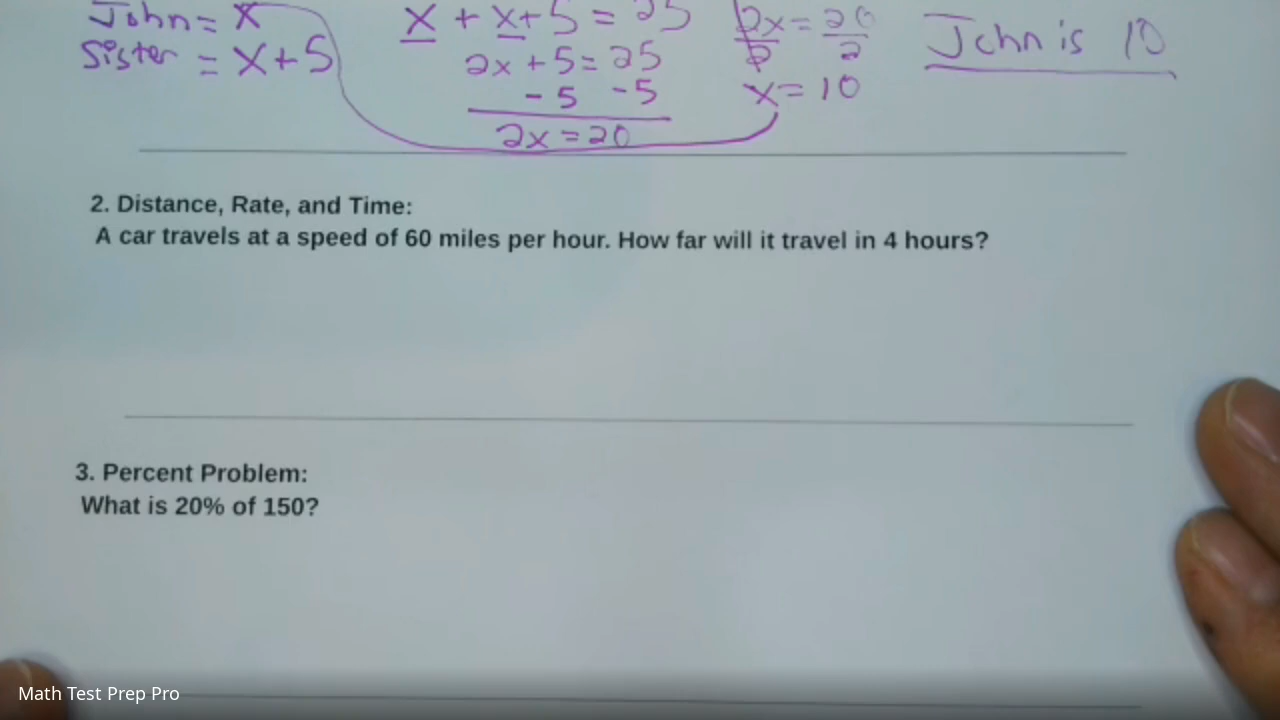 John = x
Sister = x+5
x + x+5 = 25
2x + 5 = 25
- 5 -5
2x = 20
2x = 20
2 2
x = 10
John is 10
2. Distance, Rate, and Time:
A car travels at a speed of 60 miles per hour. How far will it travel in 4 hours?
3. Percent Problem:
What is 20% of 150?
Math Test Prep Pro